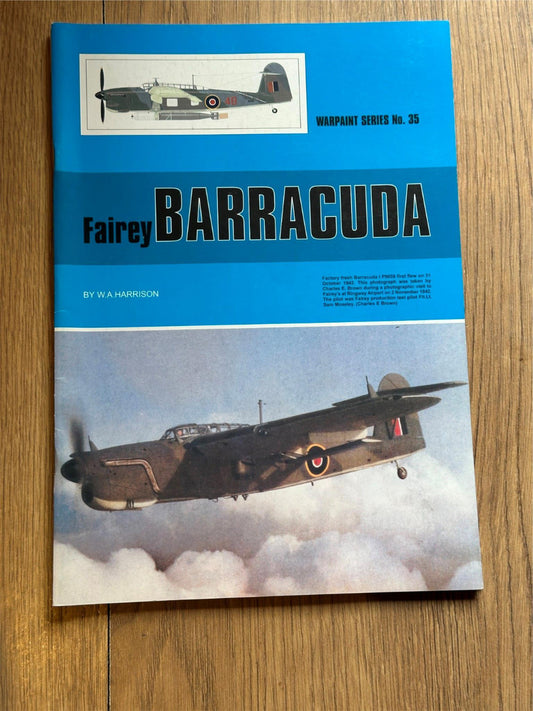 WARPAINT SERIES No. 35
Fairey BARRACUDA
BY W.A.HARRISON
Factory fresh Barracuda I P9659 first flew on 31
October 1942. This photograph was taken by
Charles E. Brown during a photographic visit to
Fairey's at Ringway Airport on 2 November 1942.
The pilot was Fairey production test pilot Flt.Lt.
Sam Moseley. (Charles E Brown)